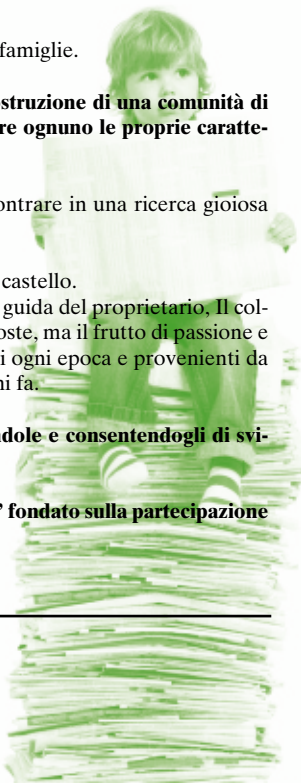 famiglie.
ostruzione di una comunità di
re ognuno le proprie caratte-
ontrare in una ricerca gioiosa
castello.
guida del proprietario, Il col-
oste, ma il frutto di passione e
i ogni epoca e provenienti da
ni fa.
ndole e consentendogli di svi-
” fondato sulla partecipazione